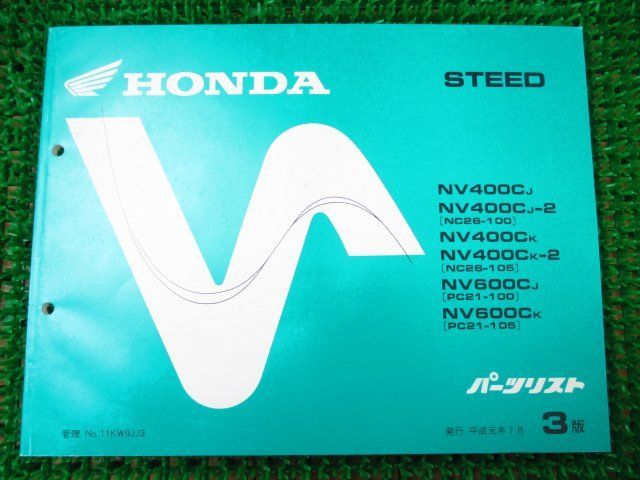 HONDA
STEED
NV400CJ
NV400CJ-2
(NC26-100)
NV400CK
NV400CK-2
(NC26-105)
NV600CJ
(PC21-100)
NV600CK
(PC21-105)
パーツリスト
管理 No.11KW9JJ3
発行 平成元年1月
3版